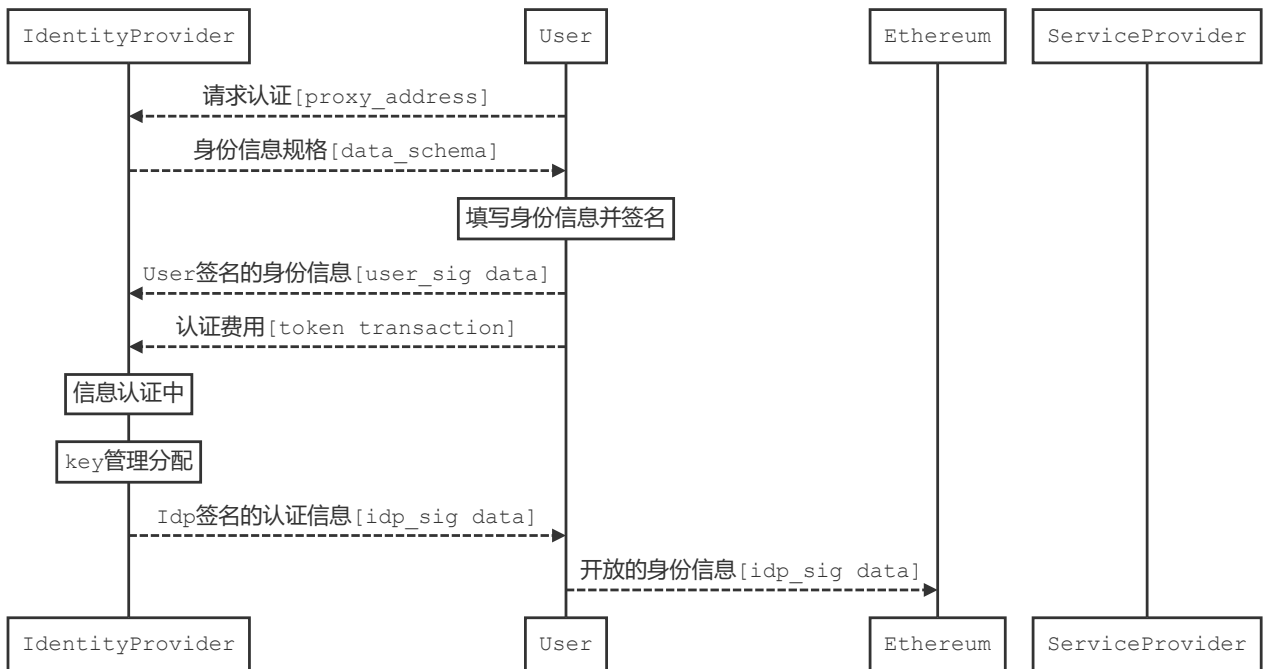 IdentityProvider
User
Ethereum
ServiceProvider
请求认证[proxy_address]
身份信息规格[data_schema]
填写身份信息并签名
User签名的身份信息[user_sig data]
认证费用[token transaction]
信息认证中
key管理分配
Idp签名的认证信息[idp_sig data]
开放的身份信息[idp_sig data]
IdentityProvider
User
Ethereum
ServiceProvider